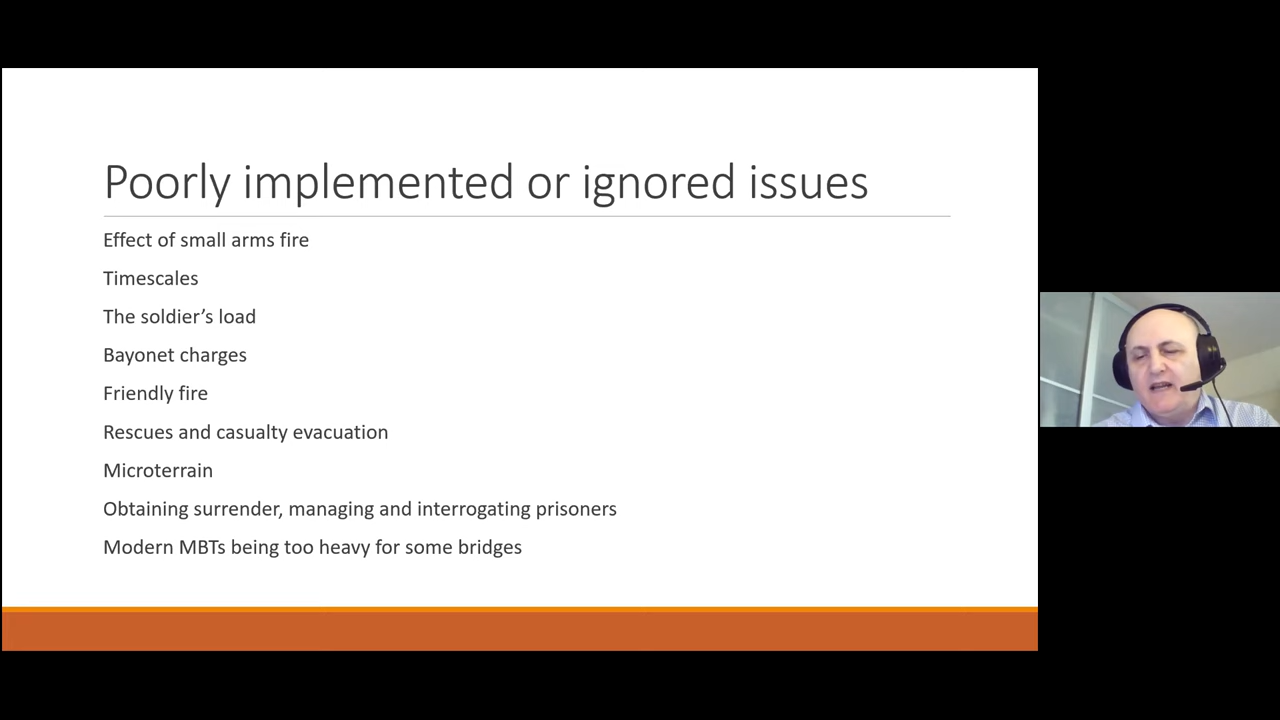 Poorly implemented or ignored issues
Effect of small arms fire
Timescales
The soldier’s load
Bayonet charges
Friendly fire
Rescues and casualty evacuation
Microterrain
Obtaining surrender, managing and interrogating prisoners
Modern MBTs being too heavy for some bridges